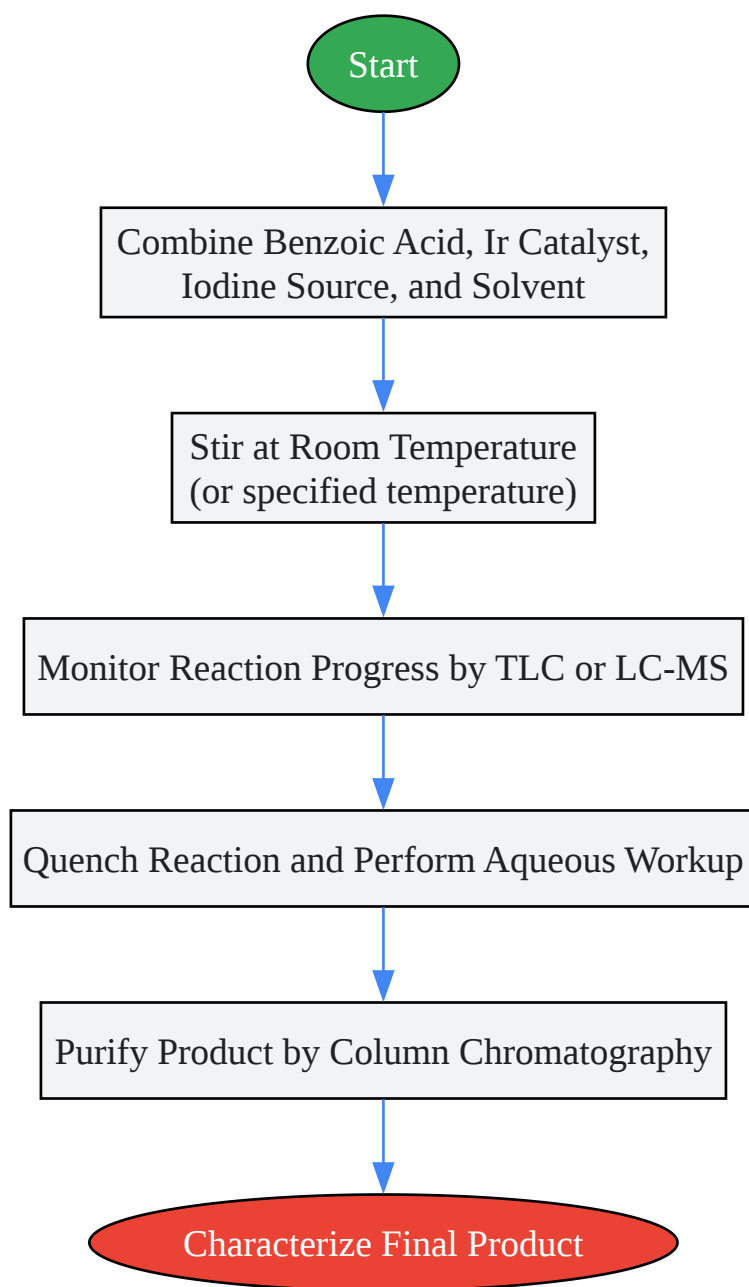 Start
Combine Benzoic Acid, Ir Catalyst,
Iodine Source, and Solvent
Stir at Room Temperature
(or specified temperature)
Monitor Reaction Progress by TLC or LC-MS
Quench Reaction and Perform Aqueous Workup
Purify Product by Column Chromatography
Characterize Final Product